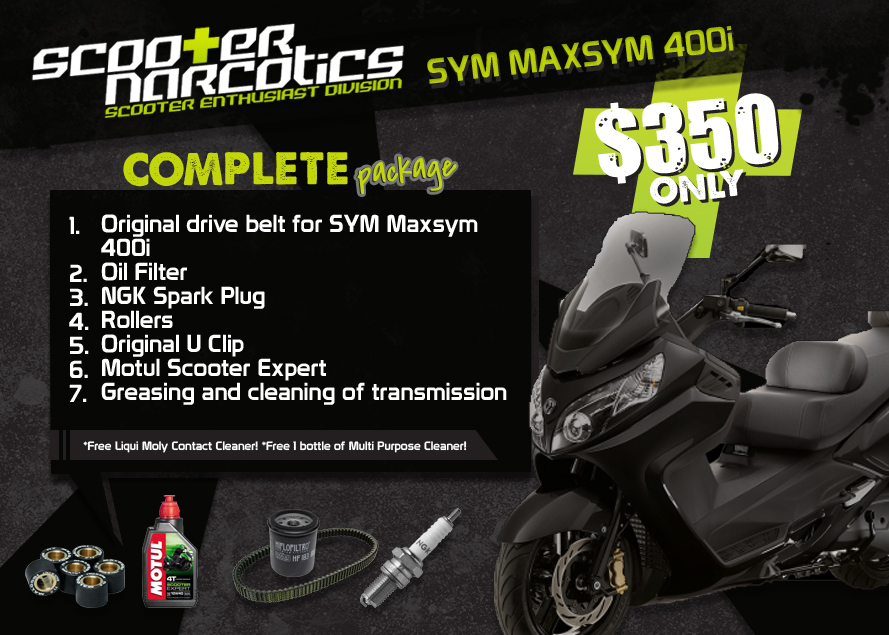 SCOOTER
NARCOTICS
SCOOTER ENTHUSIAST DIVISION
SYM MAXSYM 400i
$350
ONLY
COMPLETE package
1. Original drive belt for SYM Maxsym
400i
2. Oil Filter
3. NGK Spark Plug
4. Rollers
5. Original U Clip
6. Motul Scooter Expert
7. Greasing and cleaning of transmission
*Free Liqui Moly Contact Cleaner! *Free 1 bottle of Multi Purpose Cleaner!
MOTUL
4T
SCOOTER
EXPERT
HIFLOFILTRO
NGK